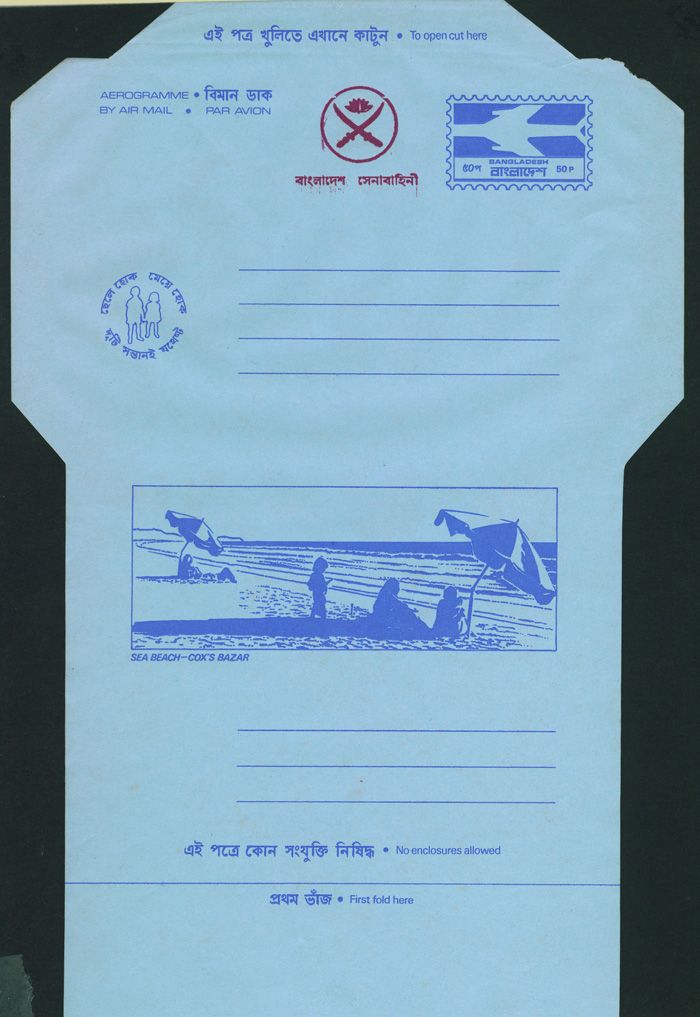 এই পত্র খুলিতে এখানে কাটুন • To open cut here
AEROGRAMME • বিমান ডাক
BY AIR MAIL • PAR AVION
বাংলাদেশ সেনাবাহিনী
BANGLADESH
৫০প বাংলাদেশ 50 P
ছেলে হোক মেয়ে হোক
দুটি সন্তানই যথেষ্ট
SEA BEACH–COX'S BAZAR
এই পত্রে কোন সংযুক্তি নিষিদ্ধ • No enclosures allowed
প্রথম ভাঁজ • First fold here